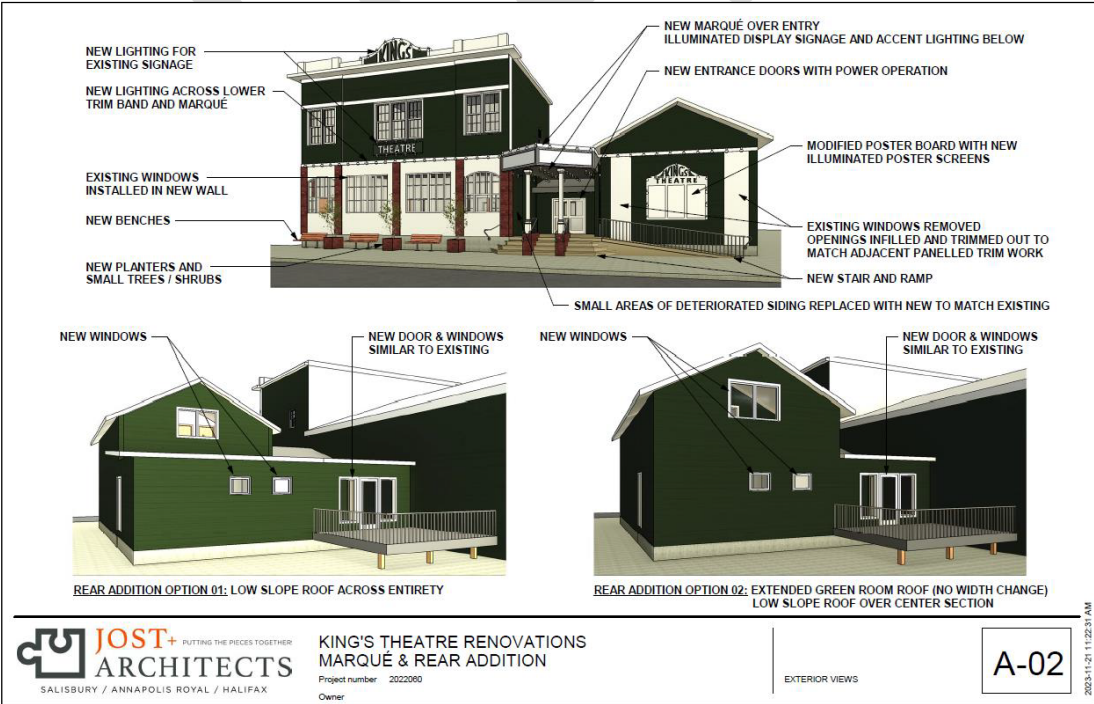 NEW LIGHTING FOR
EXISTING SIGNAGE
NEW LIGHTING ACROSS LOWER
TRIM BAND AND MARQUÉ
EXISTING WINDOWS
INSTALLED IN NEW WALL
NEW BENCHES
NEW PLANTERS AND
SMALL TREES / SHRUBS
KING'S
THEATRE
KING'S
THEATRE
NEW MARQUÉ OVER ENTRY
ILLUMINATED DISPLAY SIGNAGE AND ACCENT LIGHTING BELOW
NEW ENTRANCE DOORS WITH POWER OPERATION
MODIFIED POSTER BOARD WITH NEW
ILLUMINATED POSTER SCREENS
EXISTING WINDOWS REMOVED
OPENINGS INFILLED AND TRIMMED OUT TO
MATCH ADJACENT PANELLED TRIM WORK
NEW STAIR AND RAMP
SMALL AREAS OF DETERIORATED SIDING REPLACED WITH NEW TO MATCH EXISTING
NEW WINDOWS
NEW DOOR & WINDOWS
SIMILAR TO EXISTING
REAR ADDITION OPTION 01: LOW SLOPE ROOF ACROSS ENTIRETY
NEW WINDOWS
NEW DOOR & WINDOWS
SIMILAR TO EXISTING
REAR ADDITION OPTION 02: EXTENDED GREEN ROOM ROOF (NO WIDTH CHANGE)
LOW SLOPE ROOF OVER CENTER SECTION
JOST+ PUTTING THE PIECES TOGETHER
ARCHITECTS
SALISBURY / ANNAPOLIS ROYAL / HALIFAX
KING'S THEATRE RENOVATIONS
MARQUÉ & REAR ADDITION
Project number 2022060
Owner
EXTERIOR VIEWS
A-02
2023-11-21 11:22:31 AM